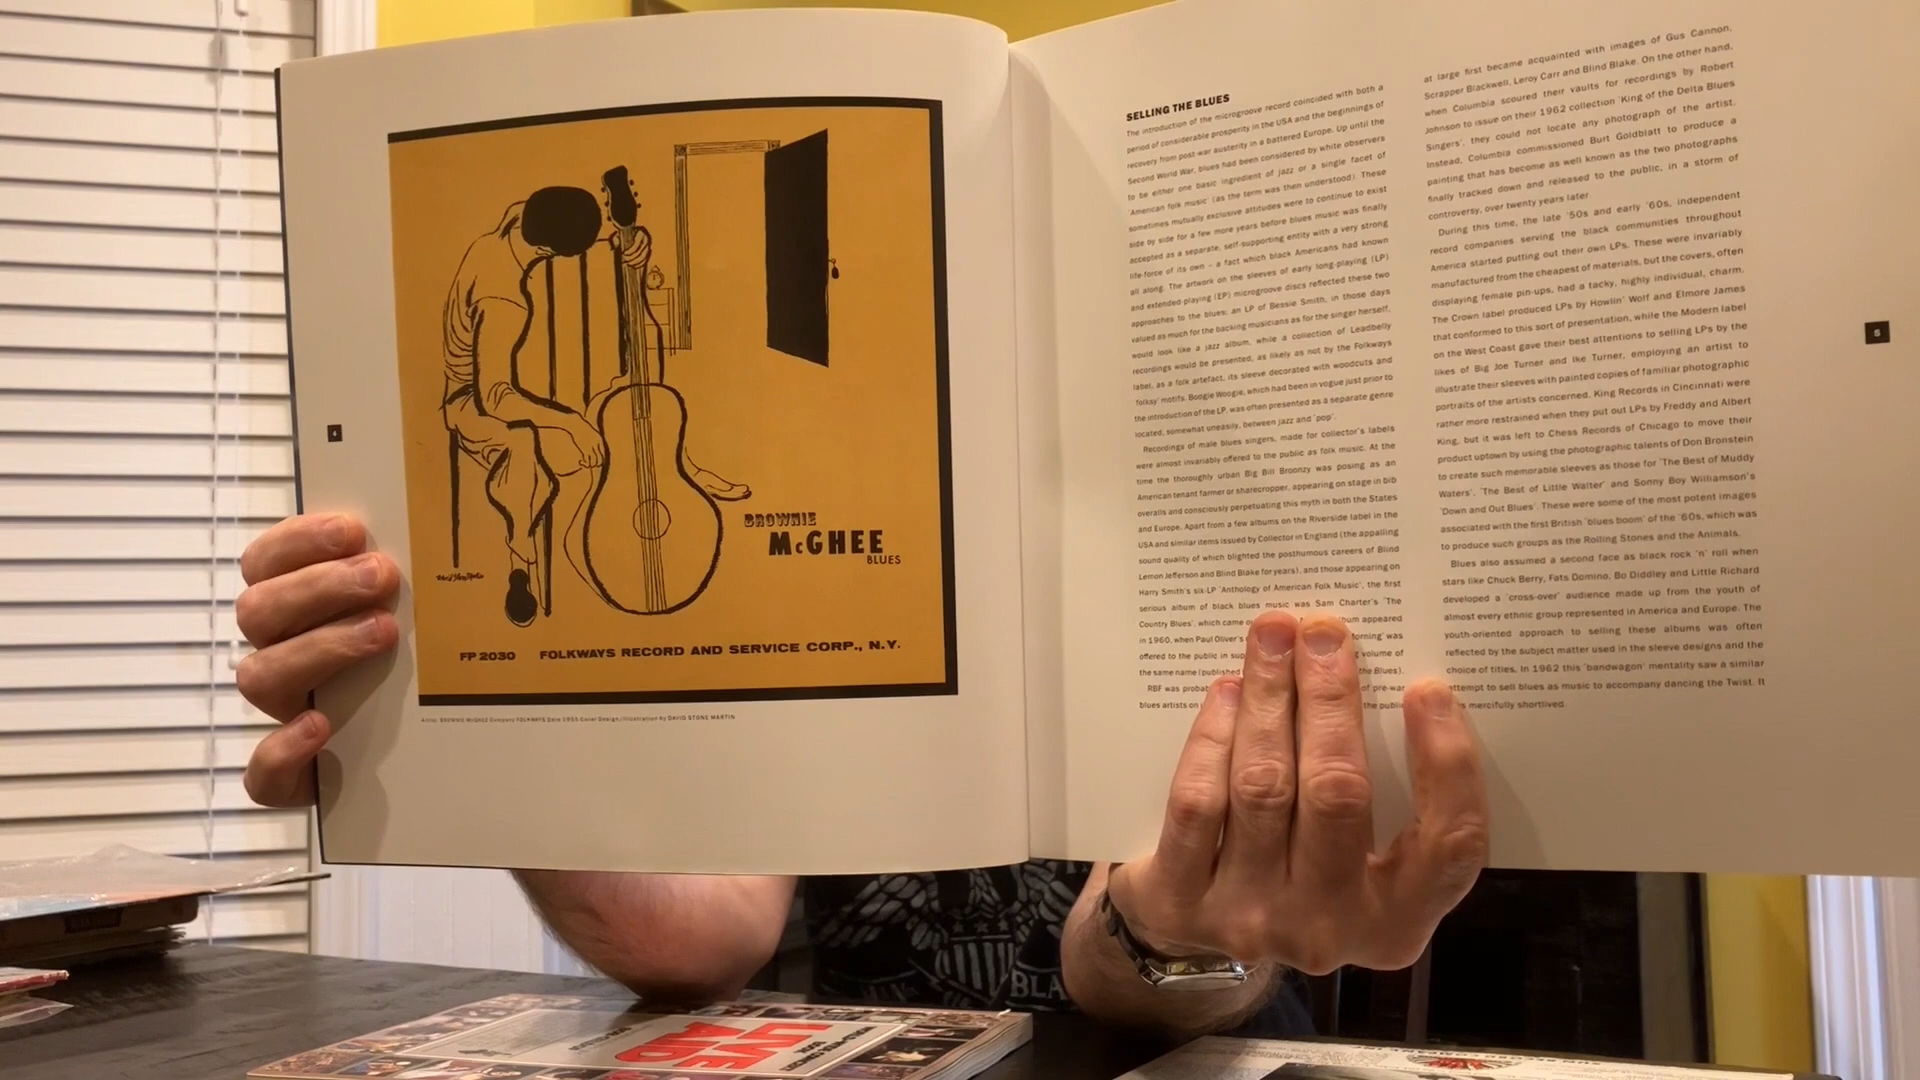 BROWNIE
McGHEE
BLUES
FP 2030 FOLKWAYS RECORD AND SERVICE CORP., N.Y.
Artist BROWNIE McGHEE Company FOLKWAYS Date 1955 Cover Design/Illustration by DAVID STONE MARTIN
4
SELLING THE BLUES
The introduction of the microgroove record coincided with both a
period of considerable prosperity in the USA and the beginnings of
recovery from post-war austerity in a battered Europe. Up until the
Second World War, blues had been considered by white observers
to be either one basic ingredient of jazz or a single facet of
'American folk music' (as the term was then understood). These
sometimes mutually exclusive attitudes were to continue to exist
side by side for a few more years before blues music was finally
accepted as a separate, self-supporting entity with a very strong
life-force of its own – a fact which black Americans had known
all along. The artwork on the sleeves of early long-playing (LP)
and extended playing (EP) microgroove discs reflected these two
approaches to the blues: an LP of Bessie Smith, in those days
valued as much for the backing musicians as for the singer herself,
would look like a jazz album, while a collection of Leadbelly
recordings would be presented, as likely as not by the Folkways
label, as a folk artefact, its sleeve decorated with woodcuts and
'folksy' motifs. Boogie Woogie, which had been in vogue just prior to
the introduction of the LP, was often presented as a separate genre
located, somewhat uneasily, between jazz and 'pop'.
Recordings of male blues singers, made for collector's labels
were almost invariably offered to the public as folk music. At the
time the thoroughly urban Big Bill Broonzy was posing as an
American tenant farmer or sharecropper, appearing on stage in bib
overalls and consciously perpetuating this myth in both the States
and Europe. Apart from a few albums on the Riverside label in the
USA and similar items issued by Collector in England (the appalling
sound quality of which blighted the posthumous careers of Blind
Lemon Jefferson and Blind Blake for years), and those appearing on
Harry Smith's six-LP 'Anthology of American Folk Music', the first
serious album of black blues music was Sam Charter's 'The
Country Blues', which came appeared
in 1960, when Paul Oliver's orning' was
offered to the public in volume of
the same name (published the Blues).
RBF was of pre-war
blues artists on the public
at large first became acquainted with images of Gus Cannon,
Scrapper Blackwell, Leroy Carr and Blind Blake. On the other hand,
when Columbia scoured their vaults for recordings by Robert
Johnson to issue on their 1962 collection 'King of the Delta Blues
Singers', they could not locate any photograph of the artist.
Instead, Columbia commissioned Burt Goldblatt to produce a
painting that has become as well known as the two photographs
finally tracked down and released to the public, in a storm of
controversy, over twenty years later.
During this time, the late '50s and early '60s, independent
record companies serving the black communities throughout
America started putting out their own LPs. These were invariably
manufactured from the cheapest of materials, but the covers, often
displaying female pin-ups, had a tacky, highly individual, charm.
The Crown label produced LPs by Howlin' Wolf and Elmore James
that conformed to this sort of presentation, while the Modern label
on the West Coast gave their best attentions to selling LPs by the
likes of Big Joe Turner and Ike Turner, employing an artist to
illustrate their sleeves with painted copies of familiar photographic
portraits of the artists concerned. King Records in Cincinnati were
rather more restrained when they put out LPs by Freddy and Albert
King, but it was left to Chess Records of Chicago to move their
product uptown by using the photographic talents of Don Bronstein
to create such memorable sleeves as those for 'The Best of Muddy
Waters', 'The Best of Little Walter' and Sonny Boy Williamson's
'Down and Out Blues'. These were some of the most potent images
associated with the first British 'blues boom' of the '60s, which was
to produce such groups as the Rolling Stones and the Animals.
Blues also assumed a second face as black rock 'n' roll when
stars like Chuck Berry, Fats Domino, Bo Diddley and Little Richard
developed a 'cross-over' audience made up from the youth of
almost every ethnic group represented in America and Europe. The
youth-oriented approach to selling these albums was often
reflected by the subject matter used in the sleeve designs and the
choice of titles. In 1962 this 'bandwagon' mentality saw a similar
attempt to sell blues as music to accompany dancing the Twist. It
mercifully shortlived.
5
BLA
LIVE
AID